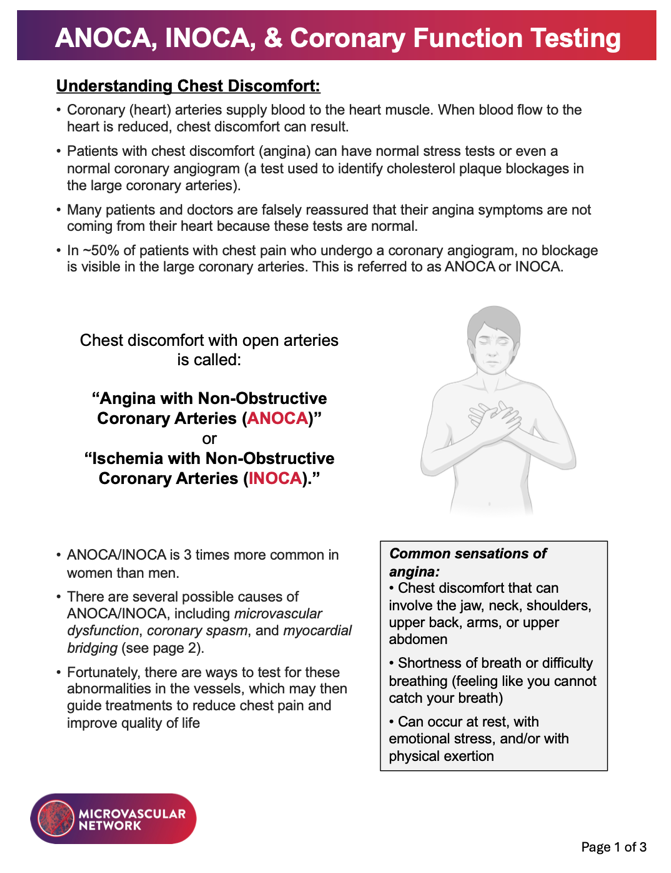 ANOCA, INOCA, & Coronary Function Testing
Understanding Chest Discomfort:
• Coronary (heart) arteries supply blood to the heart muscle. When blood flow to the
heart is reduced, chest discomfort can result.
• Patients with chest discomfort (angina) can have normal stress tests or even a
normal coronary angiogram (a test used to identify cholesterol plaque blockages in
the large coronary arteries).
• Many patients and doctors are falsely reassured that their angina symptoms are not
coming from their heart because these tests are normal.
• In ~50% of patients with chest pain who undergo a coronary angiogram, no blockage
is visible in the large coronary arteries. This is referred to as ANOCA or INOCA.
Chest discomfort with open arteries
is called:
“Angina with Non-Obstructive
Coronary Arteries (ANOCA)”
or
“Ischemia with Non-Obstructive
Coronary Arteries (INOCA).”
• ANOCA/INOCA is 3 times more common in
women than men.
• There are several possible causes of
ANOCA/INOCA, including microvascular
dysfunction, coronary spasm, and myocardial
bridging (see page 2).
• Fortunately, there are ways to test for these
abnormalities in the vessels, which may then
guide treatments to reduce chest pain and
improve quality of life
Common sensations of
angina:
• Chest discomfort that can
involve the jaw, neck, shoulders,
upper back, arms, or upper
abdomen
• Shortness of breath or difficulty
breathing (feeling like you cannot
catch your breath)
• Can occur at rest, with
emotional stress, and/or with
physical exertion
MICROVASCULAR
NETWORK
Page 1 of 3